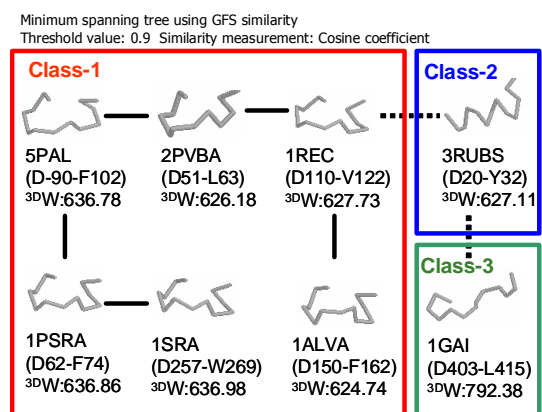 Minimum spanning tree using GFS similarity
Threshold value: 0.9 Similarity measurement: Cosine coefficient
Class-1
Class-2
5PAL
(D-90-F102)
3DW:636.78
2PVBA
(D51-L63)
3DW:626.18
1REC
(D110-V122)
3DW:627.73
3RUBS
(D20-Y32)
3DW:627.11
Class-3
1PSRA
(D62-F74)
3DW:636.86
1SRA
(D257-W269)
3DW:636.98
1ALVA
(D150-F162)
3DW:624.74
1GAI
(D403-L415)
3DW:792.38